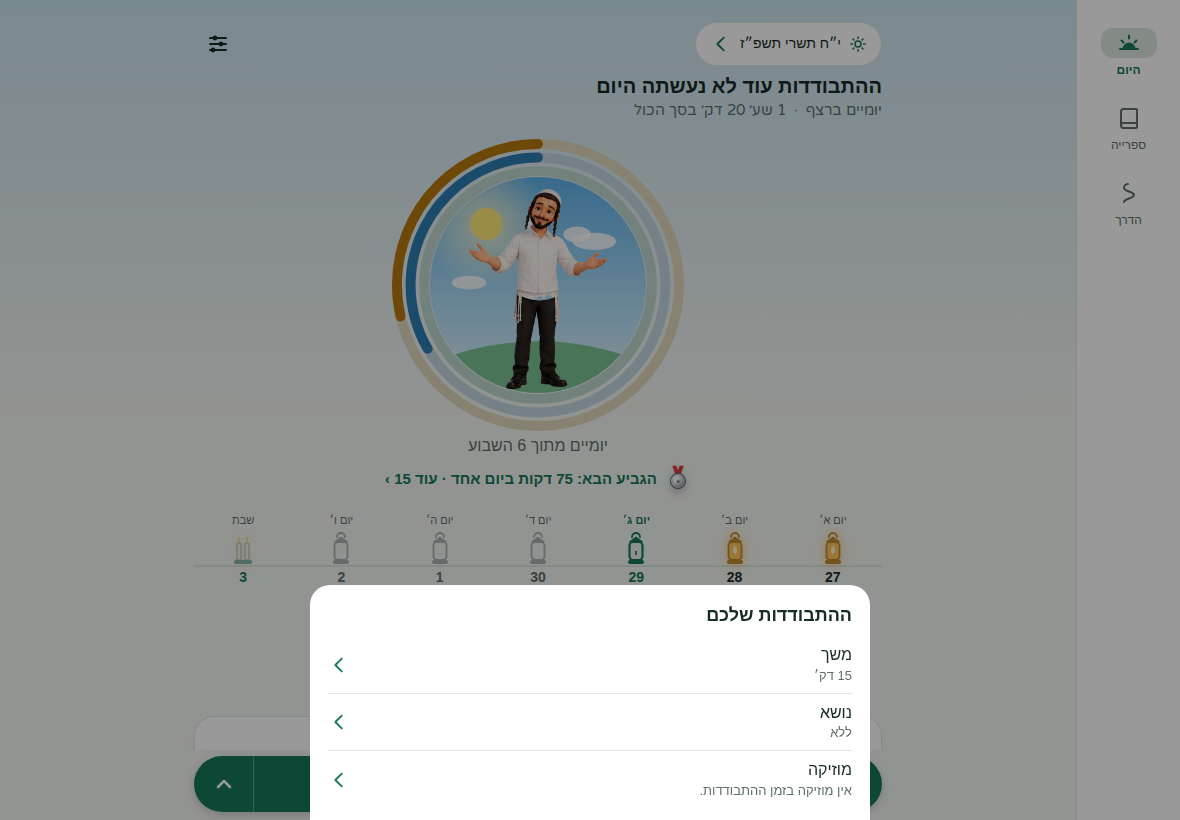 היום
ספרייה
הדרך
י״ח תשרי תשפ״ז
ההתבודדות עוד לא נעשתה היום
יומיים ברצף · 1 שע׳ 20 דק׳ בסך הכול
יומיים מתוך 6 השבוע
הגביע הבא: 75 דקות ביום אחד · עוד 15 ›
יום א׳ יום ב׳ יום ג׳ יום ד׳ יום ה׳ יום ו׳ שבת
27 28 29 30 1 2 3
ההתבודדות שלכם
משך
15 דק׳
נושא
ללא
מוזיקה
אין מוזיקה בזמן ההתבודדות.